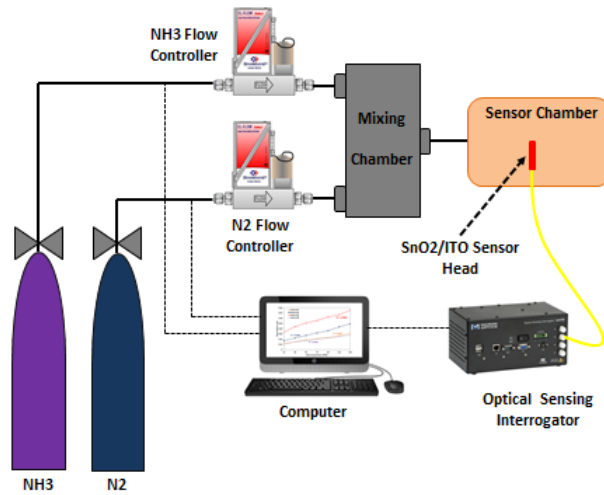 NH3 Flow
Controller
Mixing
Chamber
Sensor Chamber
N2 Flow
Controller
SnO2/ITO Sensor
Head
Computer
Optical Sensing
Interrogator
NH3
N2